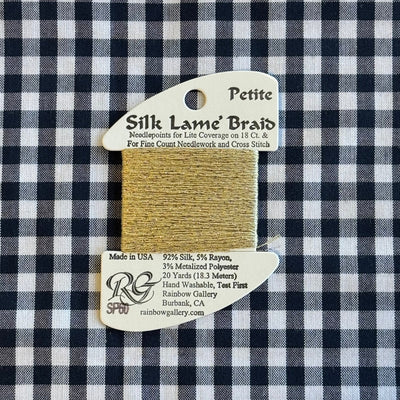 Petite
Silk Lamé Braid
Needlepoints for Lite Coverage on 18 Ct. &
For Fine Count Needlework and Cross Stitch
Made in USA
92% Silk, 5% Rayon,
3% Metalized Polyester
20 Yards (18.3 Meters)
Hand Washable, Test First
Rainbow Gallery
Burbank, CA
rainbowgallery.com
RG
SP60